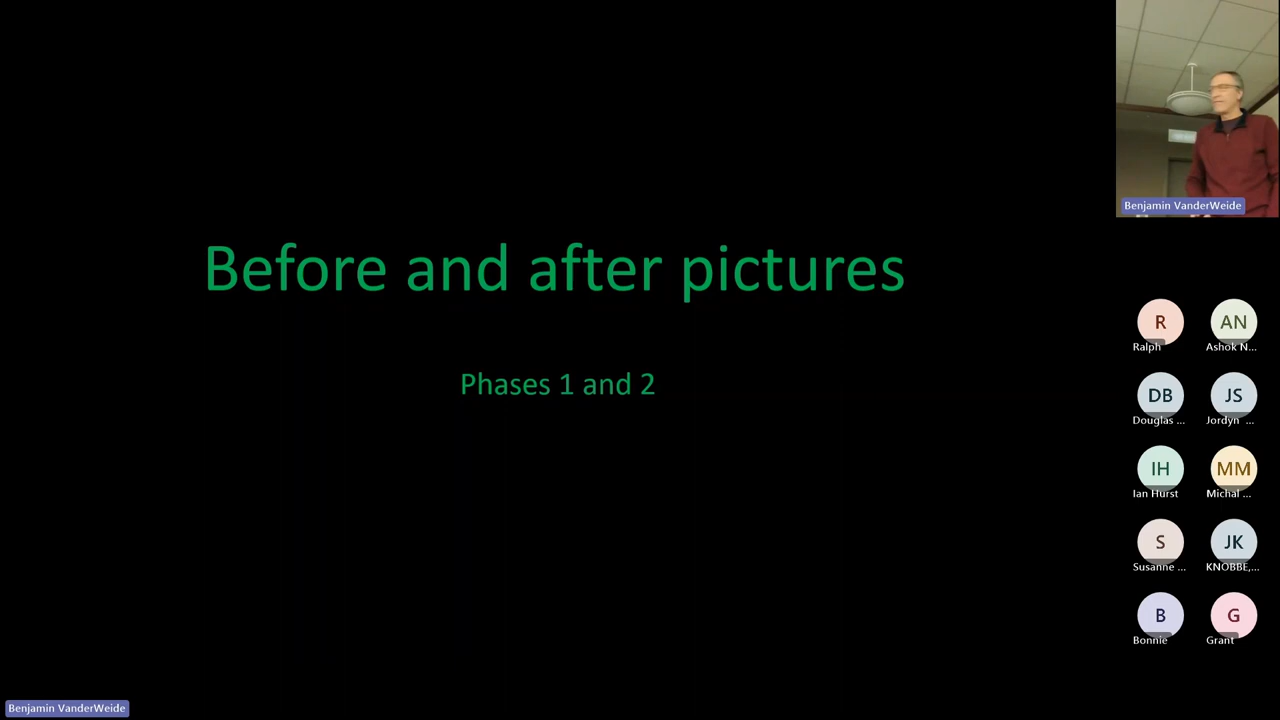 Before and after pictures
Phases 1 and 2
Benjamin VanderWeide
R
AN
Ralph
Ashok N...
DB
JS
Douglas ...
Jordyn ...
IH
MM
Ian Hurst
Michal ...
S
JK
Susanne ...
KNOBBE,...
B
G
Bonnie
Grant
Benjamin VanderWeide